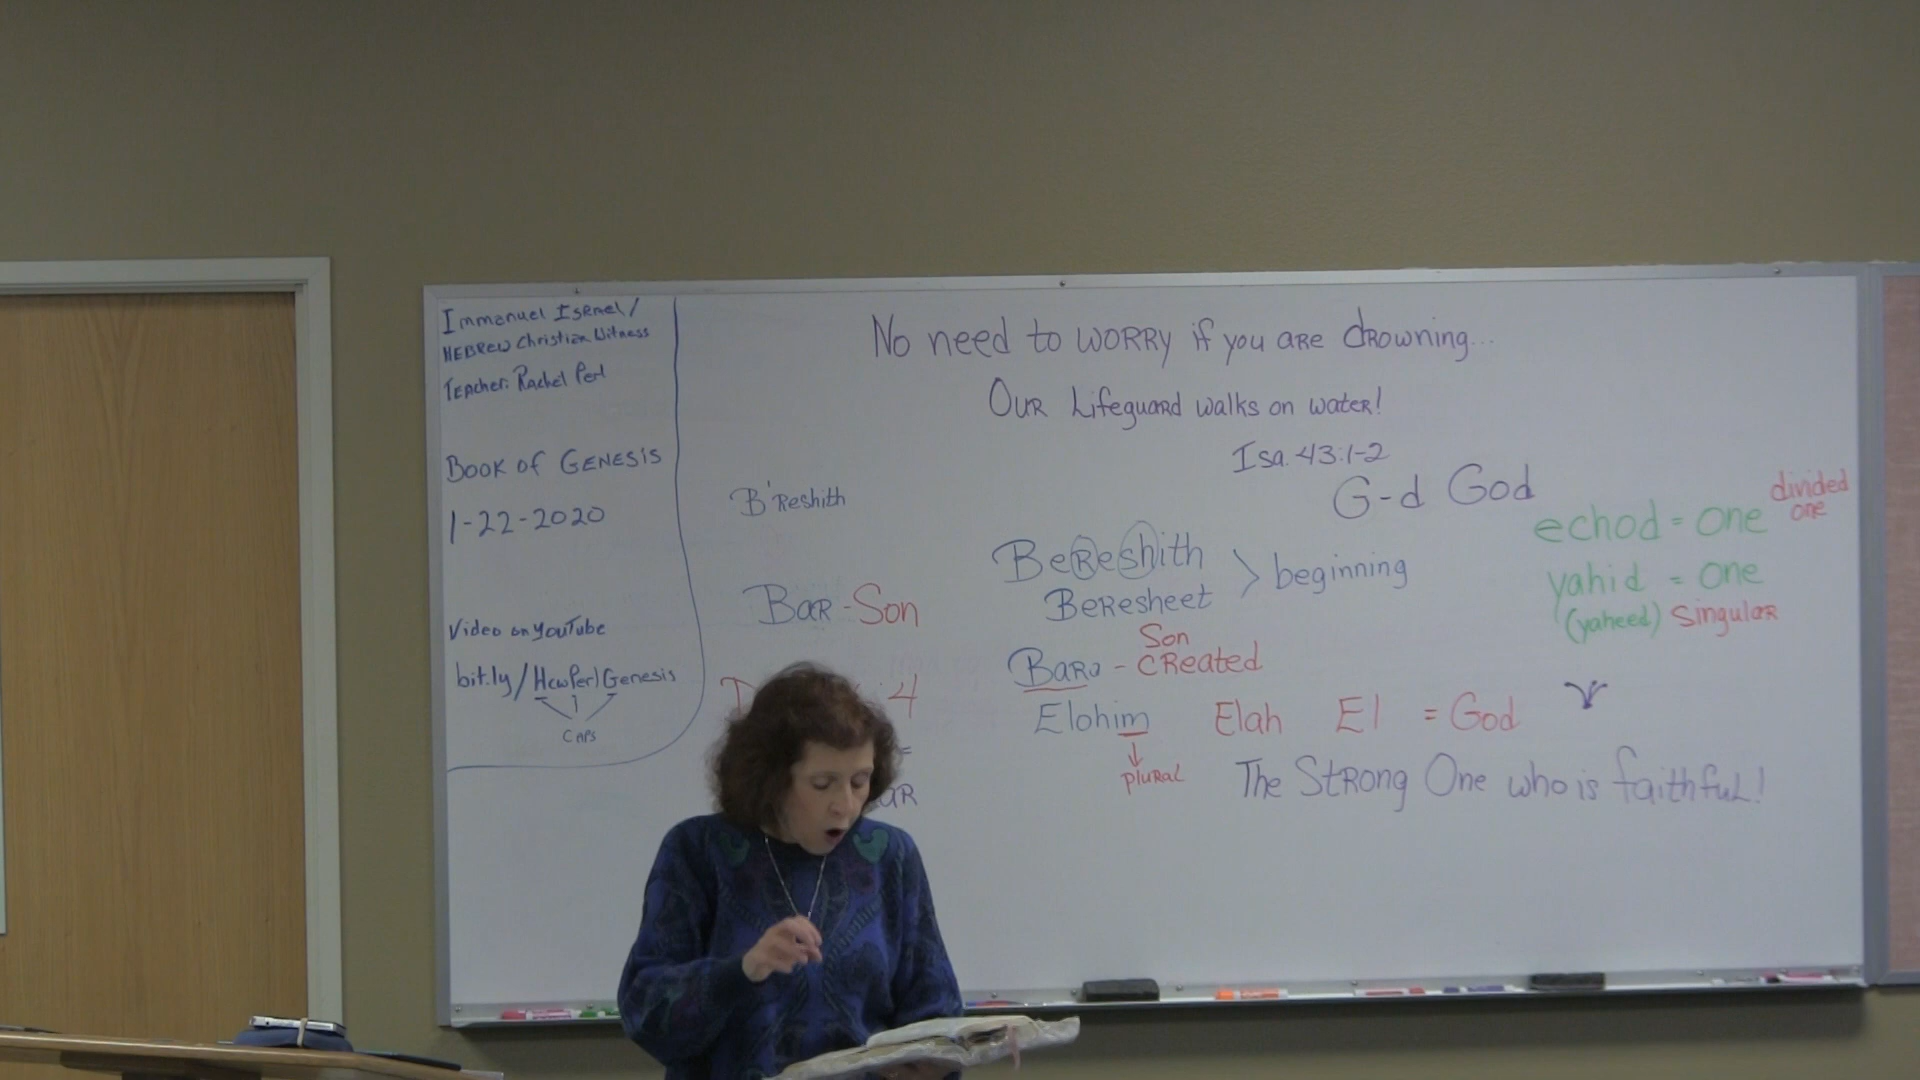 Immanuel Israel/
HEBREW Christian Witness
Teacher: Rachel Perl
BOOK of GENESIS
1-22-2020
Video on YouTube
bit.ly/HcwPerlGenesis
CAPS
No need to WORRY if you are drowning...
Our Lifeguard walks on water!
Isa. 43:1-2
G-d God
B'Reshith
BeReshith
BeResheet
> beginning
Bar - Son
Son
Bara - CReated
Elohim Elah El = God
plural
The Strong One who is faithful!
echod = one divided one
yahid = one
(yaheed) Singular
4
=